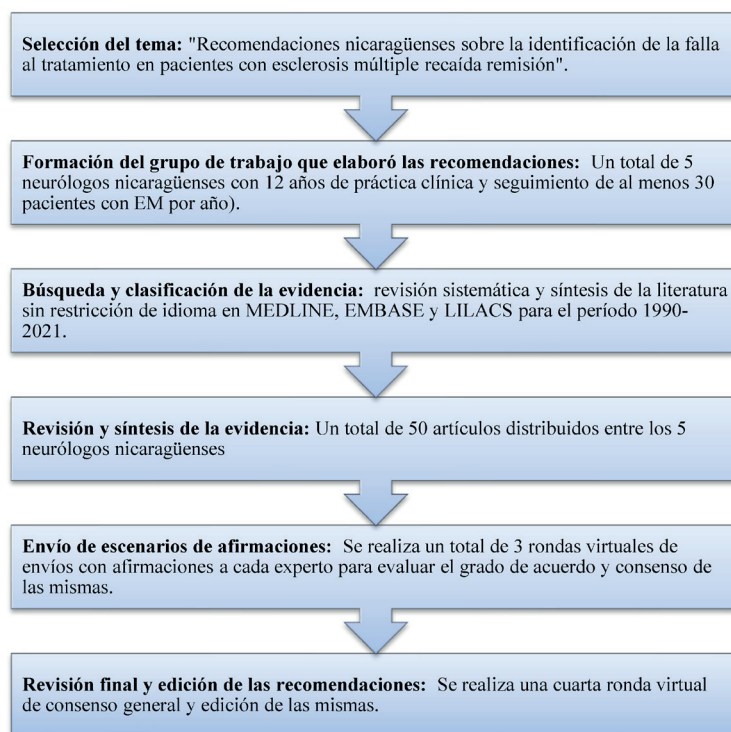 Selección del tema: "Recomendaciones nicaragüenses sobre la identificación de la falla
al tratamiento en pacientes con esclerosis múltiple recaída remisión".
Formación del grupo de trabajo que elaboró las recomendaciones: Un total de 5
neurólogos nicaragüenses con 12 años de práctica clínica y seguimiento de al menos 30
pacientes con EM por año).
Búsqueda y clasificación de la evidencia: revisión sistemática y síntesis de la literatura
sin restricción de idioma en MEDLINE, EMBASE y LILACS para el período 1990-
2021.
Revisión y síntesis de la evidencia: Un total de 50 artículos distribuidos entre los 5
neurólogos nicaragüenses
Envío de escenarios de afirmaciones: Se realiza un total de 3 rondas virtuales de
envíos con afirmaciones a cada experto para evaluar el grado de acuerdo y consenso de
las mismas.
Revisión final y edición de las recomendaciones: Se realiza una cuarta ronda virtual
de consenso general y edición de las mismas.